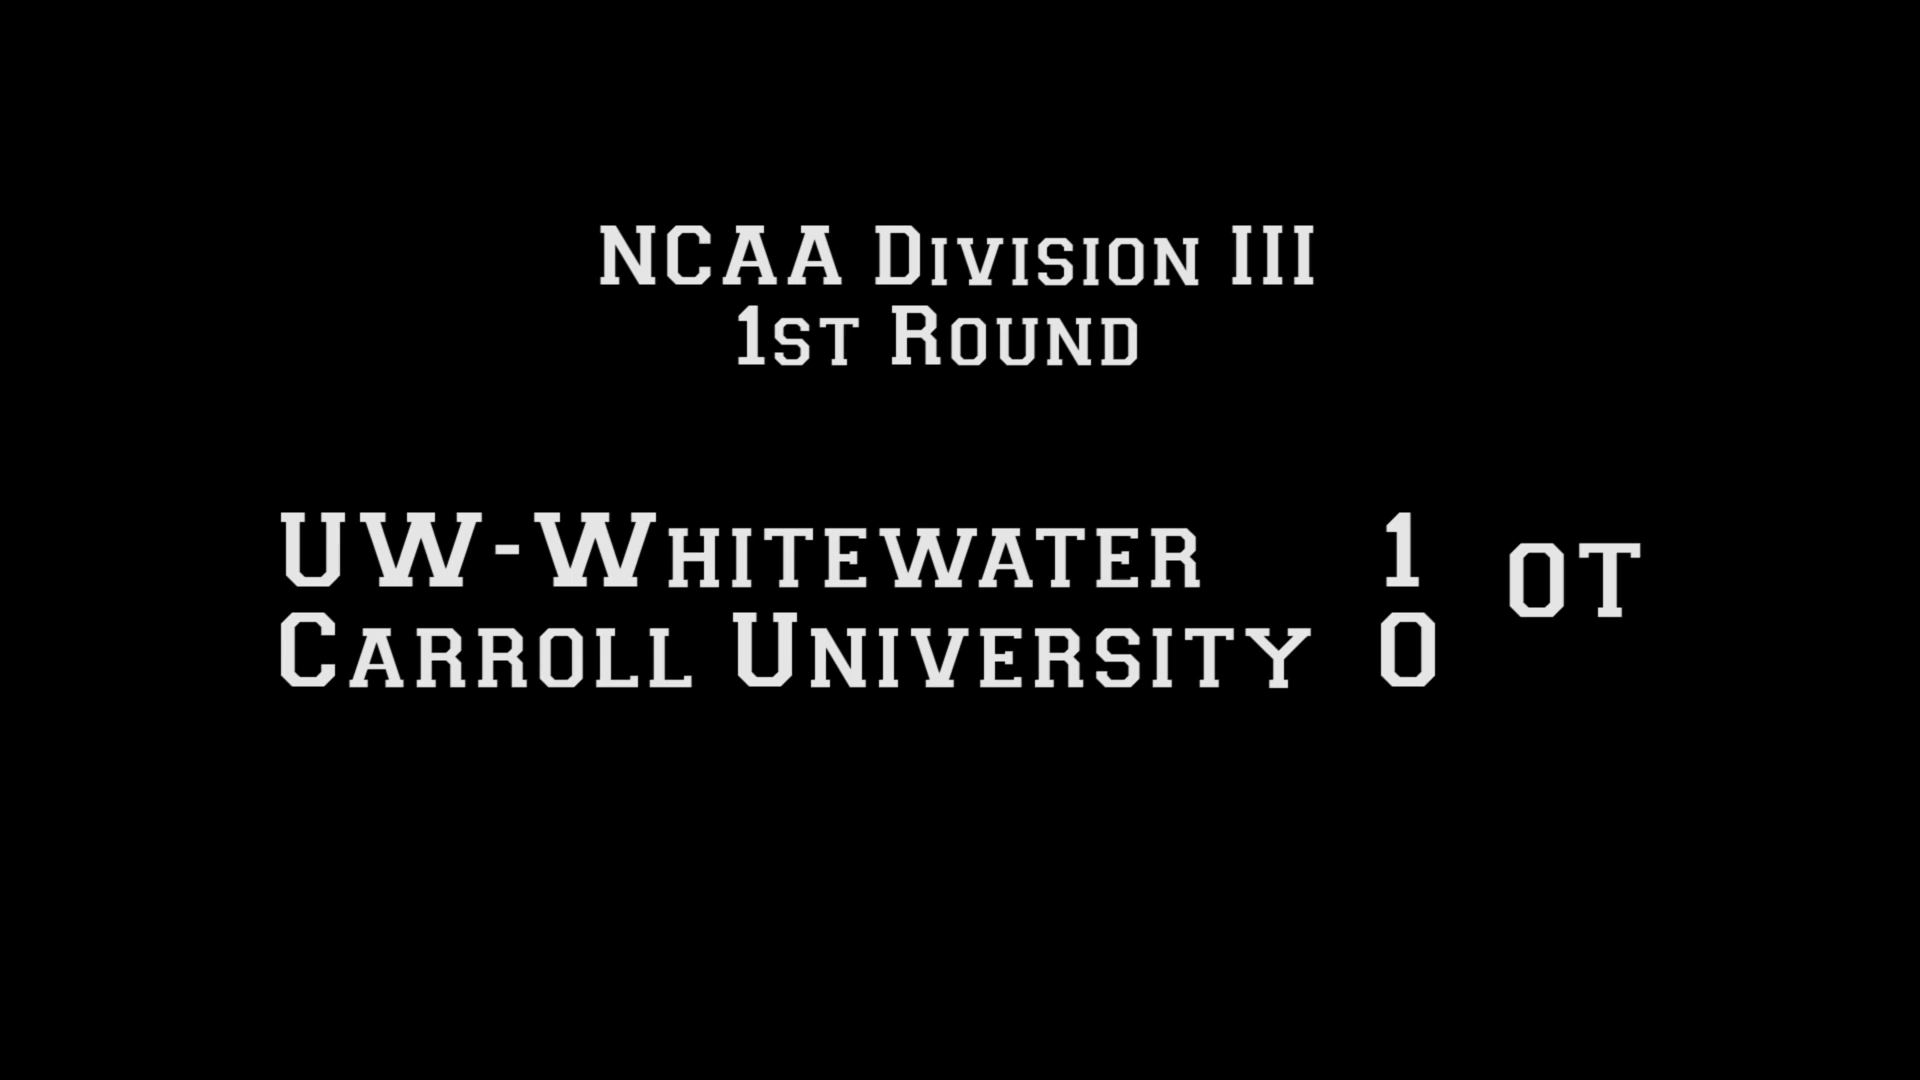 NCAA Division III
1st Round
UW-Whitewater 1
OT
Carroll University 0